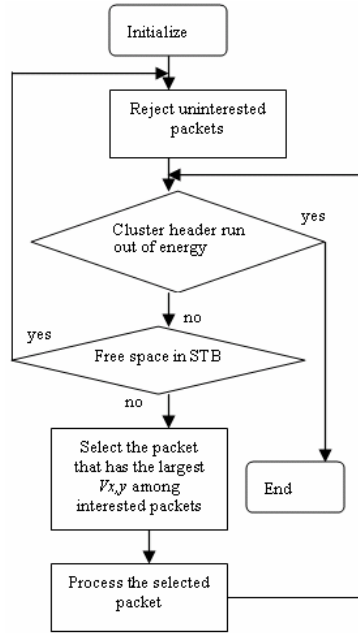 Initialize
Reject uninterested
packets
Cluster header run
out of energy
yes
no
yes
Free space in STB
no
Select the packet
that has the largest
Vx,y among
interested packets
End
Process the selected
packet